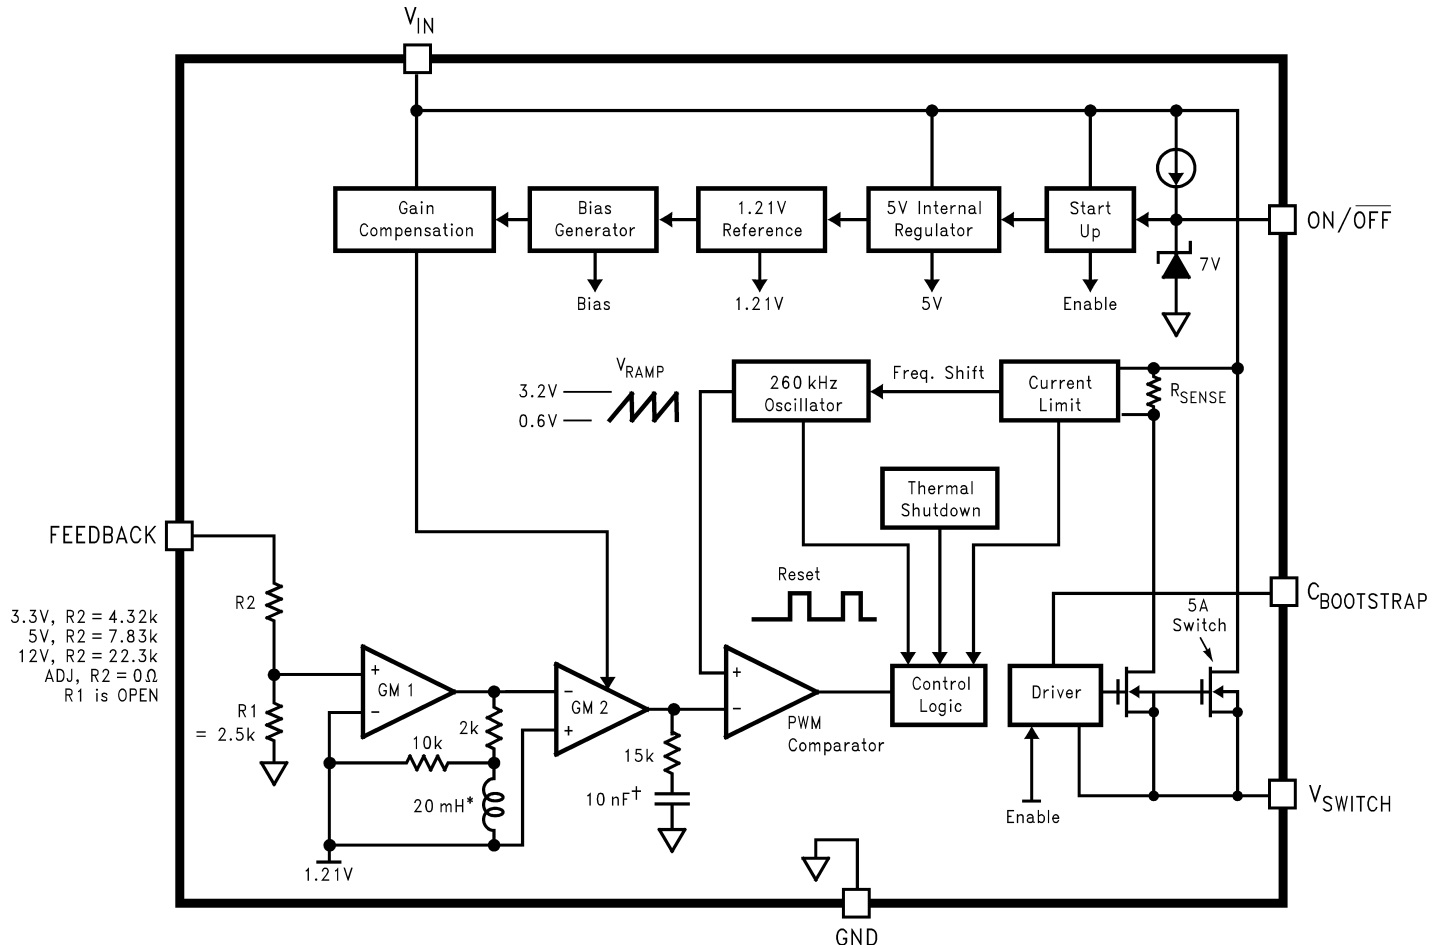 VIN
Gain
Compensation
Bias
Generator
1.21V
Reference
5V Internal
Regulator
Start
Up
ON/OFF
7V
Bias
1.21V
5V
Enable
VRAMP
3.2V
0.6V
260 kHz
Oscillator
Freq. Shift
Current
Limit
RSENSE
Thermal
Shutdown
FEEDBACK
Reset
CBOOTSTRAP
5A
Switch
R2
3.3V, R2 = 4.32k
5V, R2 = 7.83k
12V, R2 = 22.3k
ADJ, R2 = 0Ω
R1 is OPEN
R1
= 2.5k
+
GM 1
−
−
GM 2
+
+
−
PWM
Comparator
Control
Logic
Driver
2k
10k
15k
20 mH*
10 nF†
Enable
VSWITCH
1.21V
GND